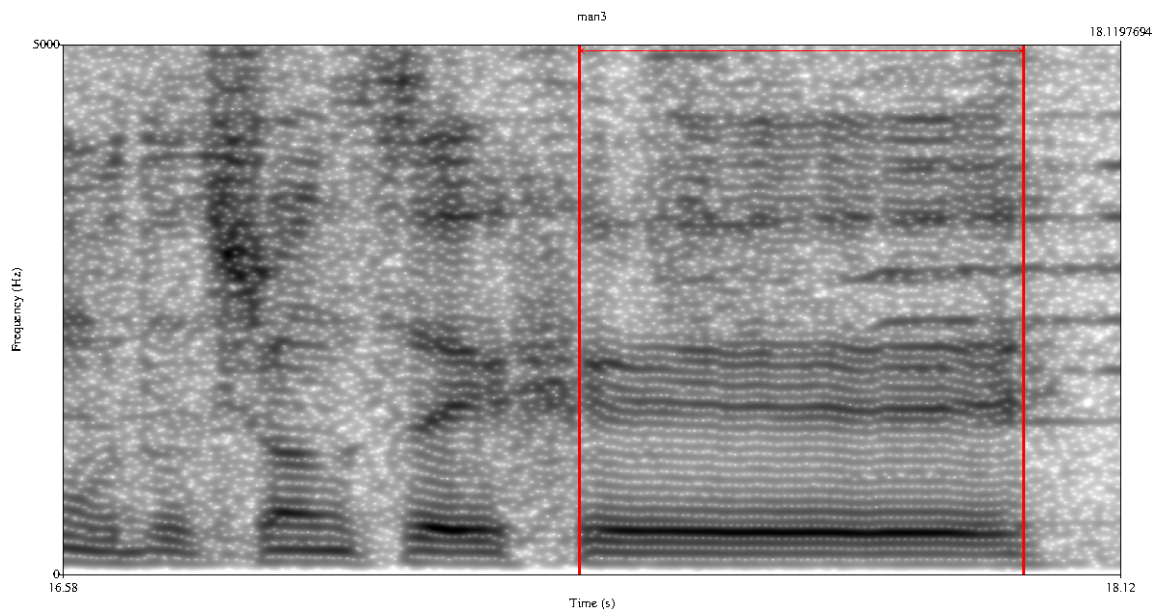 man3
18.1197694
5000
Frequency (Hz)
0
16.58
18.12
Time (s)